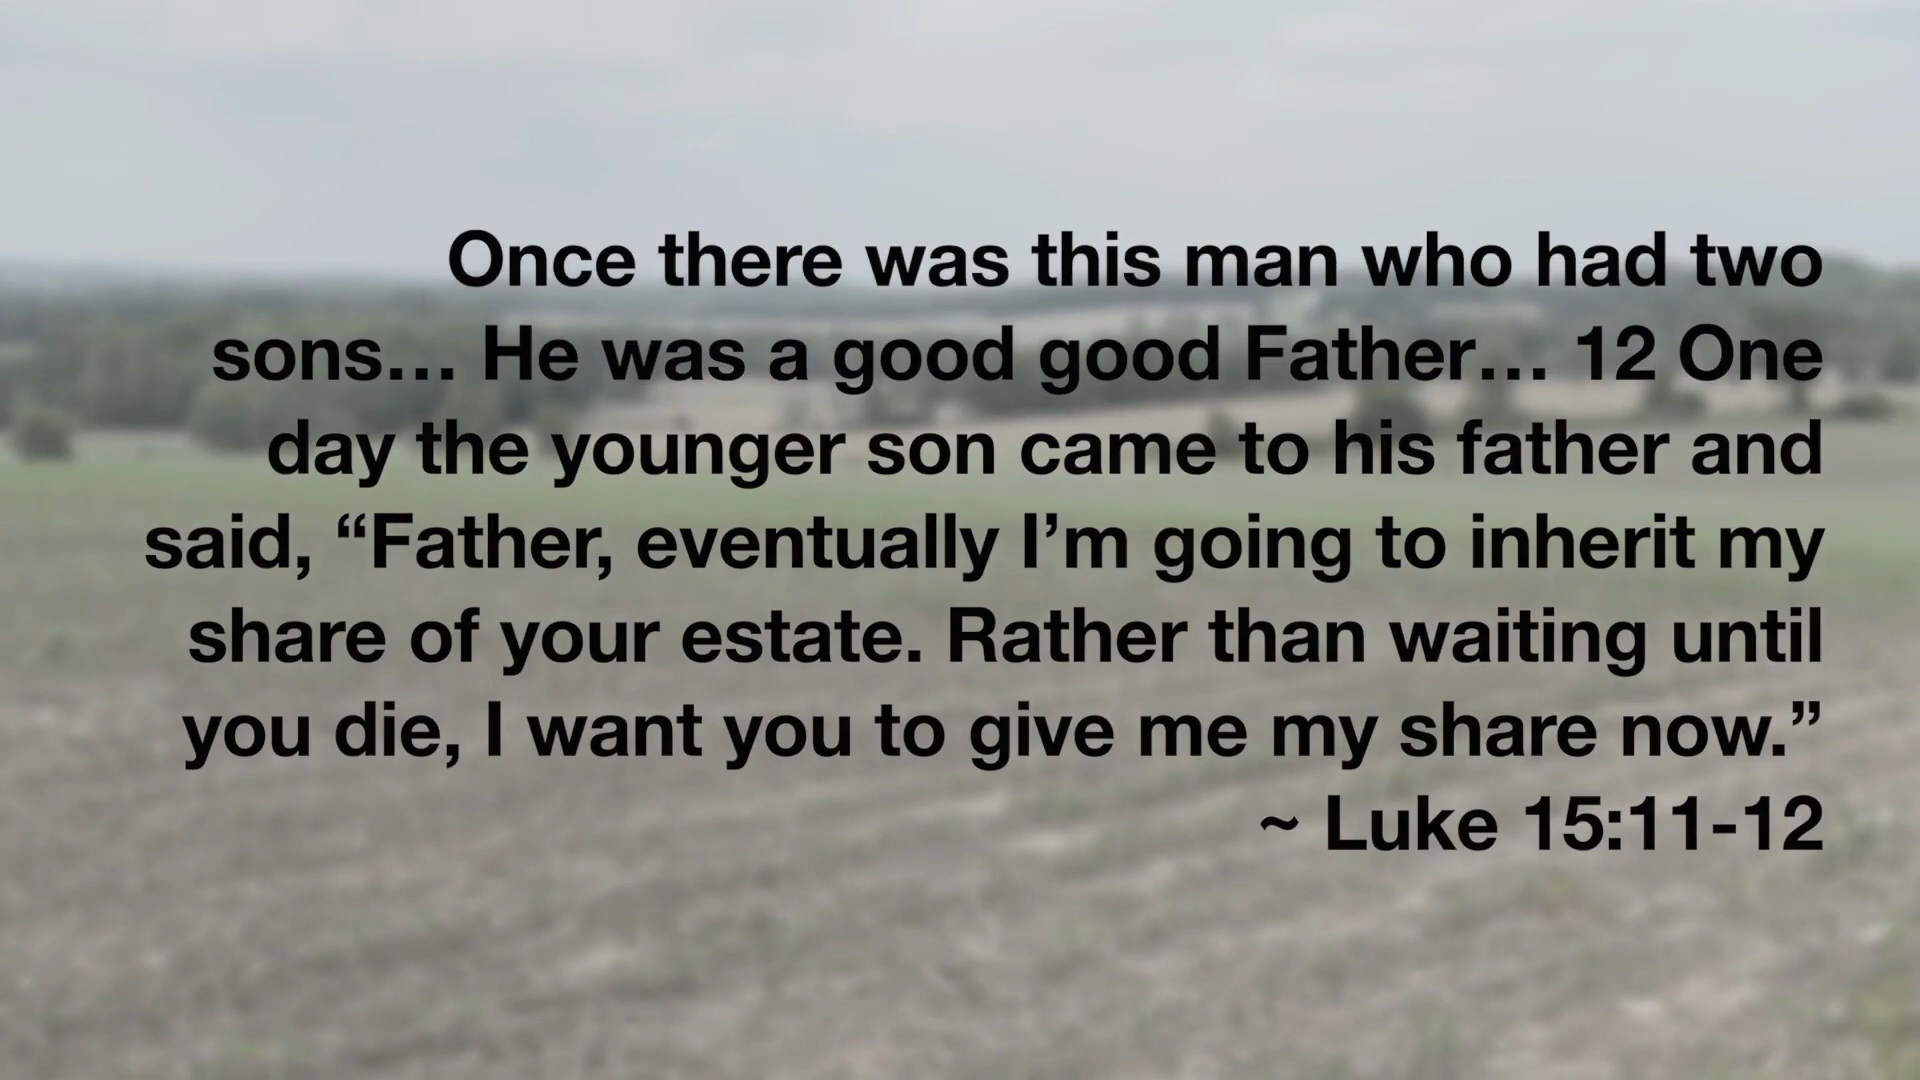 Once there was this man who had two
sons… He was a good good Father… 12 One
day the younger son came to his father and
said, “Father, eventually I’m going to inherit my
share of your estate. Rather than waiting until
you die, I want you to give me my share now.”
~ Luke 15:11-12